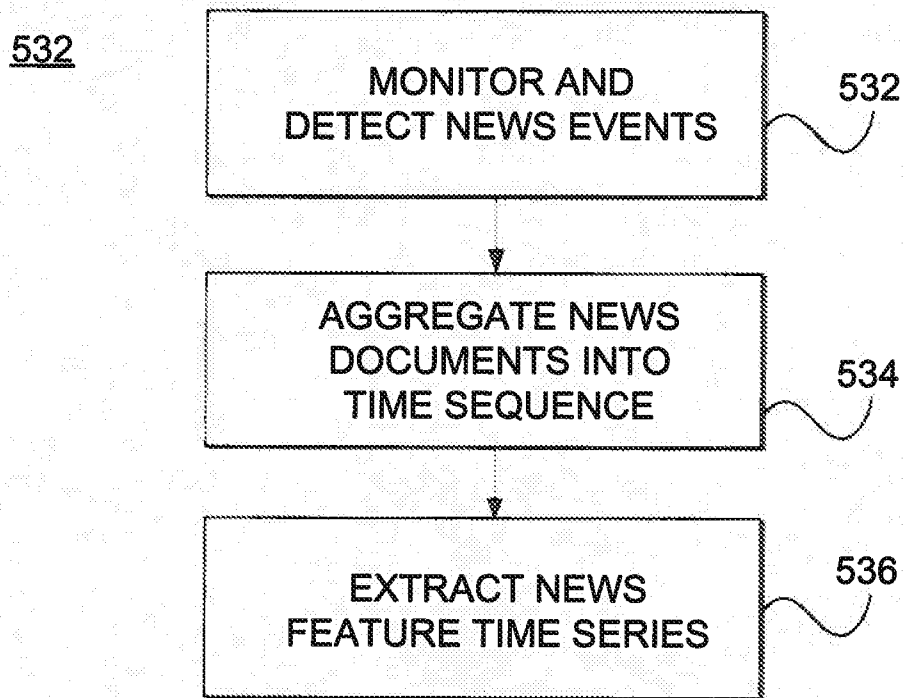 532
MONITOR AND
DETECT NEWS EVENTS
532
AGGREGATE NEWS
DOCUMENTS INTO
TIME SEQUENCE
534
EXTRACT NEWS
FEATURE TIME SERIES
536